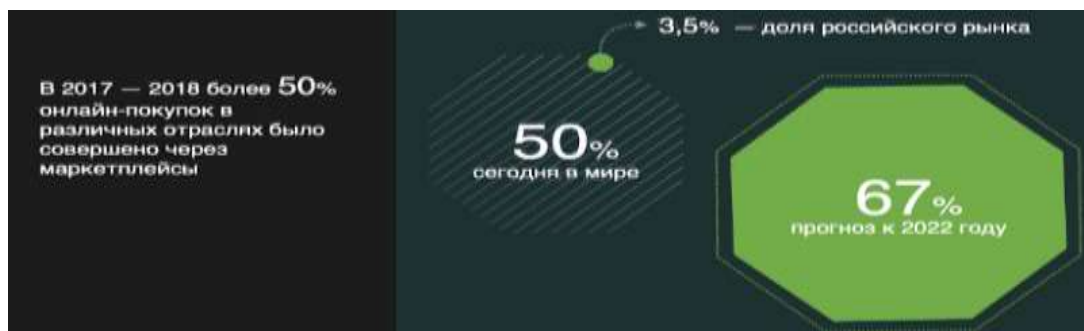 В 2017 — 2018 более 50%
онлайн-покупок в
различных отраслях было
совершено через
маркетплейсы
3,5% — доля российского рынка
50%
сегодня в мире
67%
прогноз к 2022 году